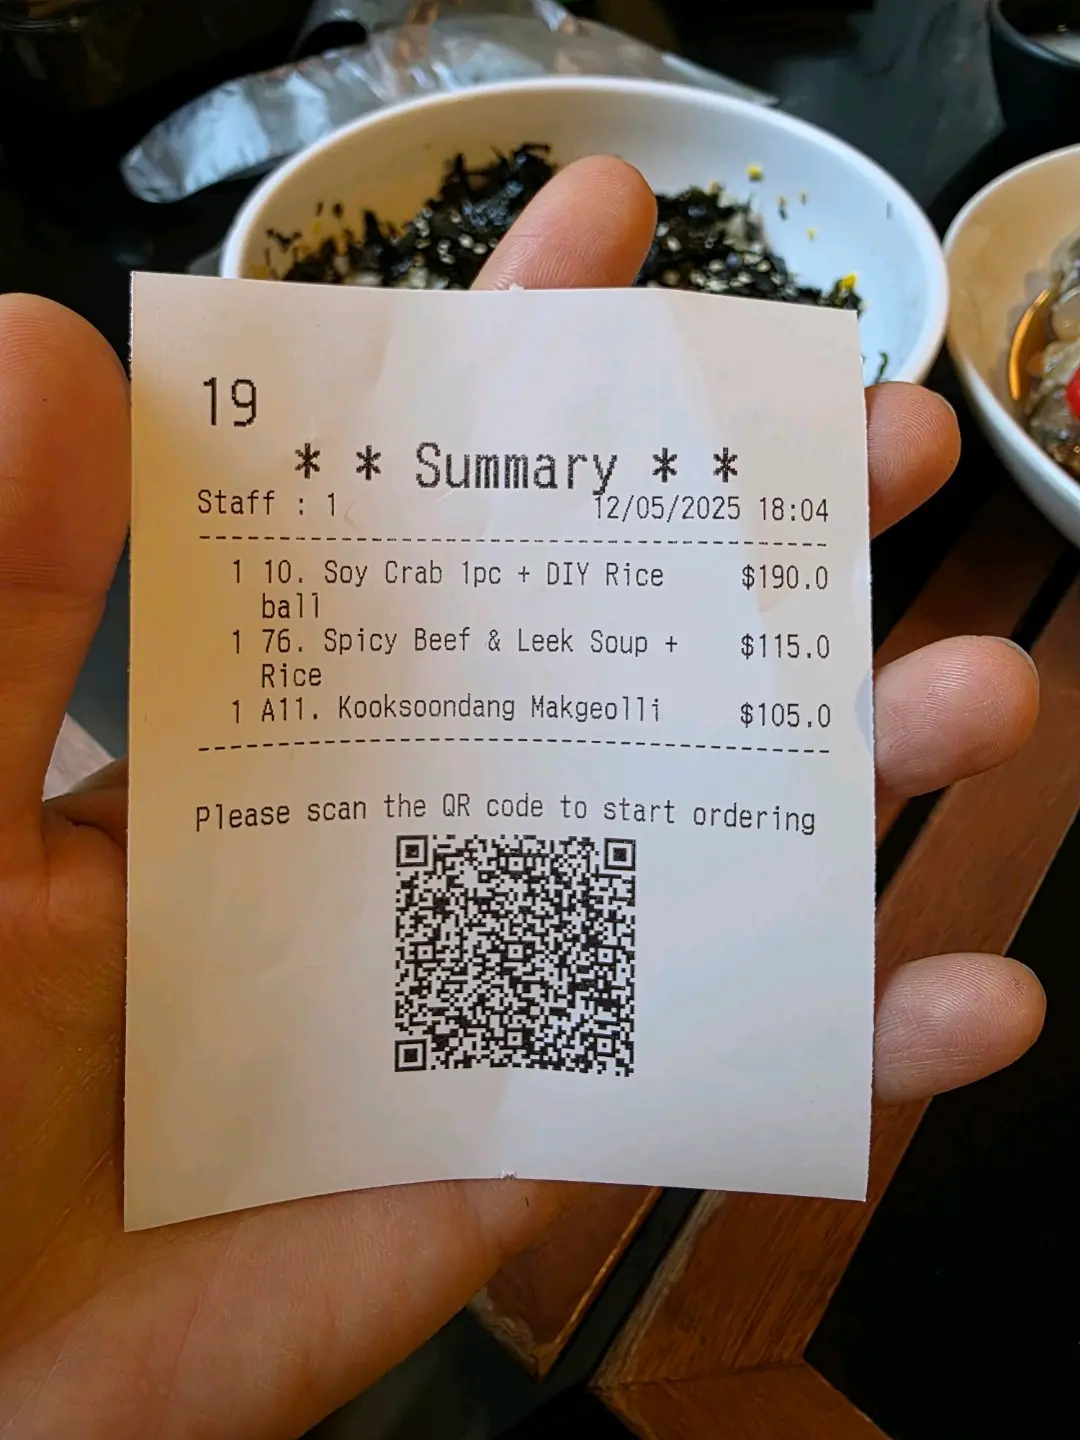 19
* * Summary * *
Staff : 1 12/05/2025 18:04
1 10. Soy Crab 1pc + DIY Rice $190.0
ball
1 76. Spicy Beef & Leek Soup + $115.0
Rice
1 A11. Kooksoondang Makgeolli $105.0
Please scan the QR code to start ordering